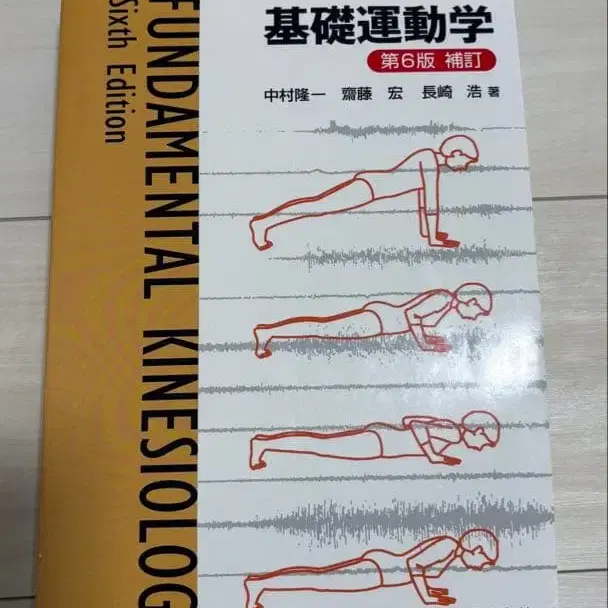 基礎運動学
第6版 補訂
中村隆一 齋藤 宏 長崎 浩 著
FUNDAMENTAL KINESIOLOG
Sixth Edition